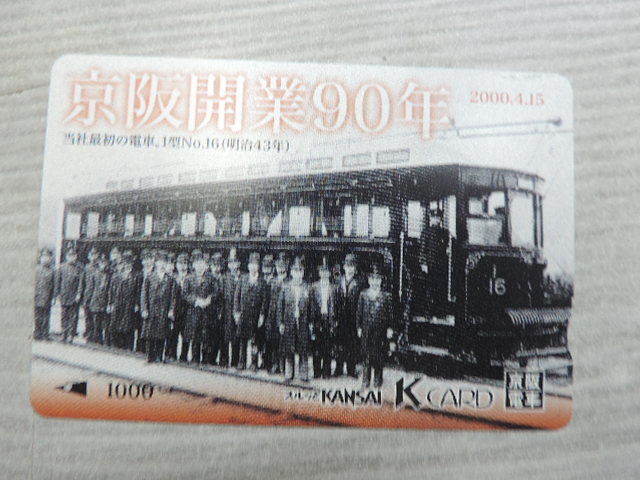 京阪開業90年
2000.4.15
当社最初の電車、1型No.16(明治43年)
16
1000
スルッとKANSAI
K CARD
京阪
電車